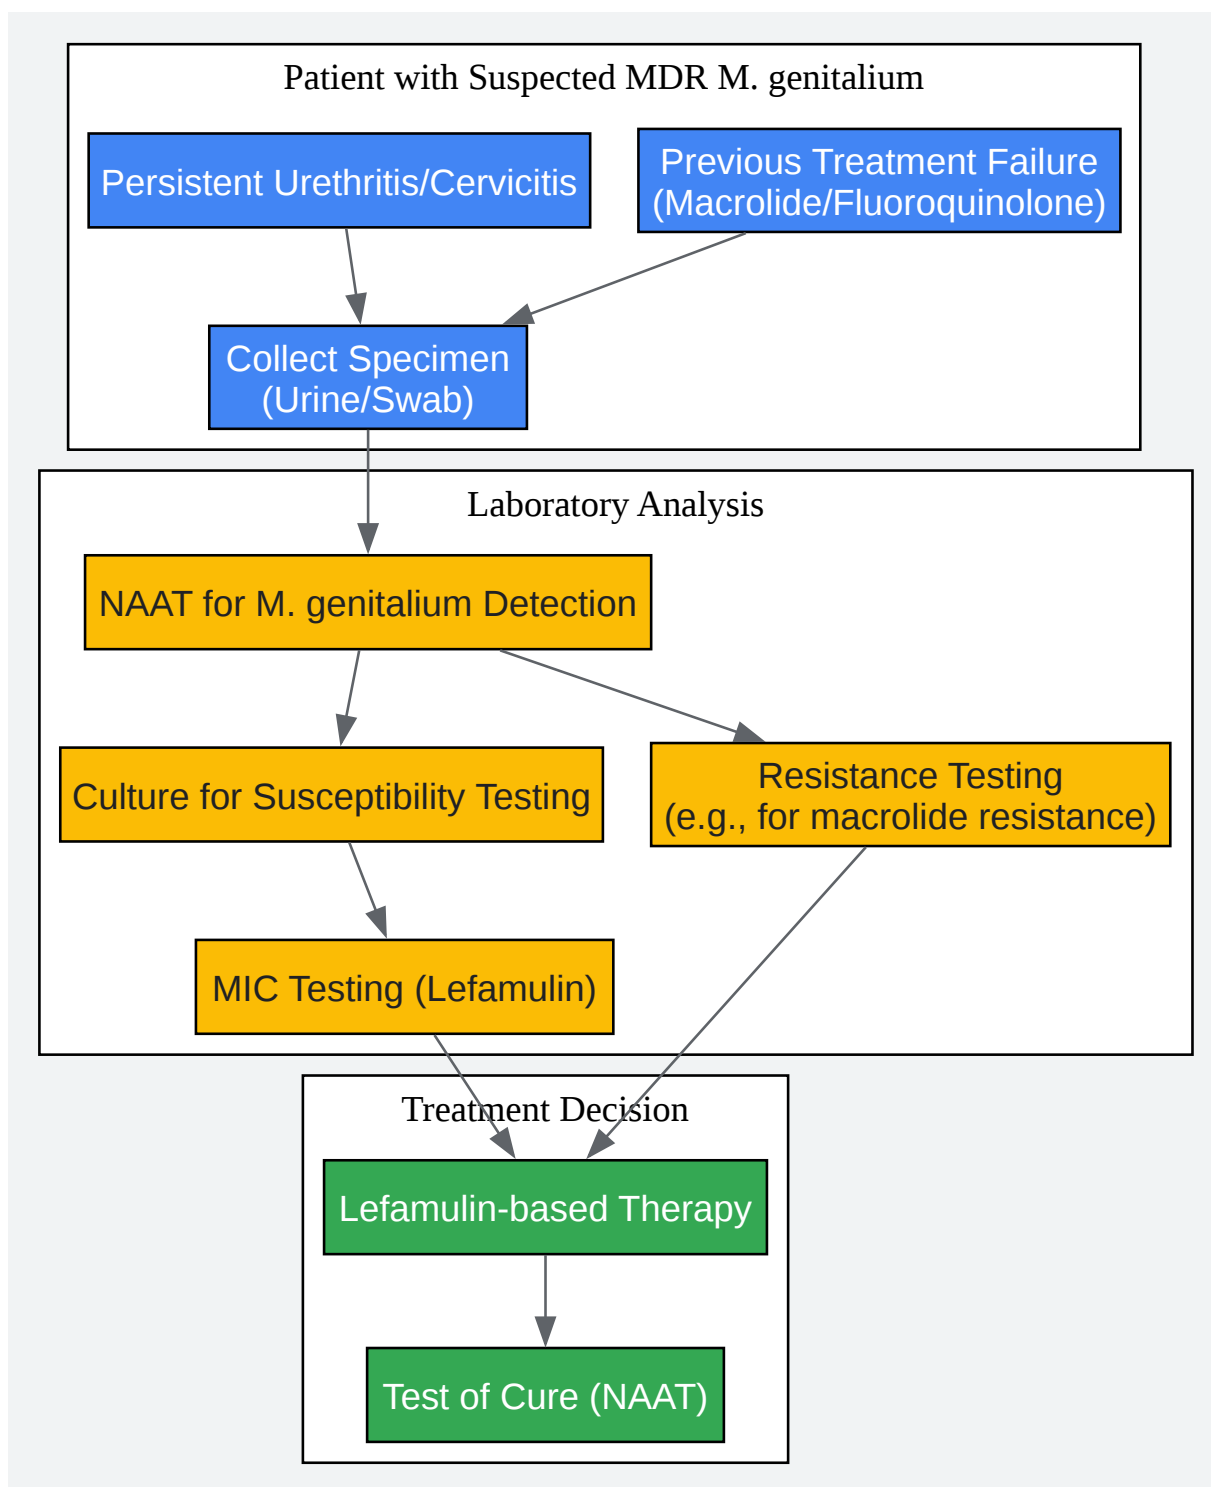 Patient with Suspected MDR M. genitalium
Persistent Urethritis/Cervicitis
Previous Treatment Failure
(Macrolide/Fluoroquinolone)
Collect Specimen
(Urine/Swab)
Laboratory Analysis
NAAT for M. genitalium Detection
Culture for Susceptibility Testing
Resistance Testing
(e.g., for macrolide resistance)
MIC Testing (Lefamulin)
Treatment Decision
Lefamulin-based Therapy
Test of Cure (NAAT)